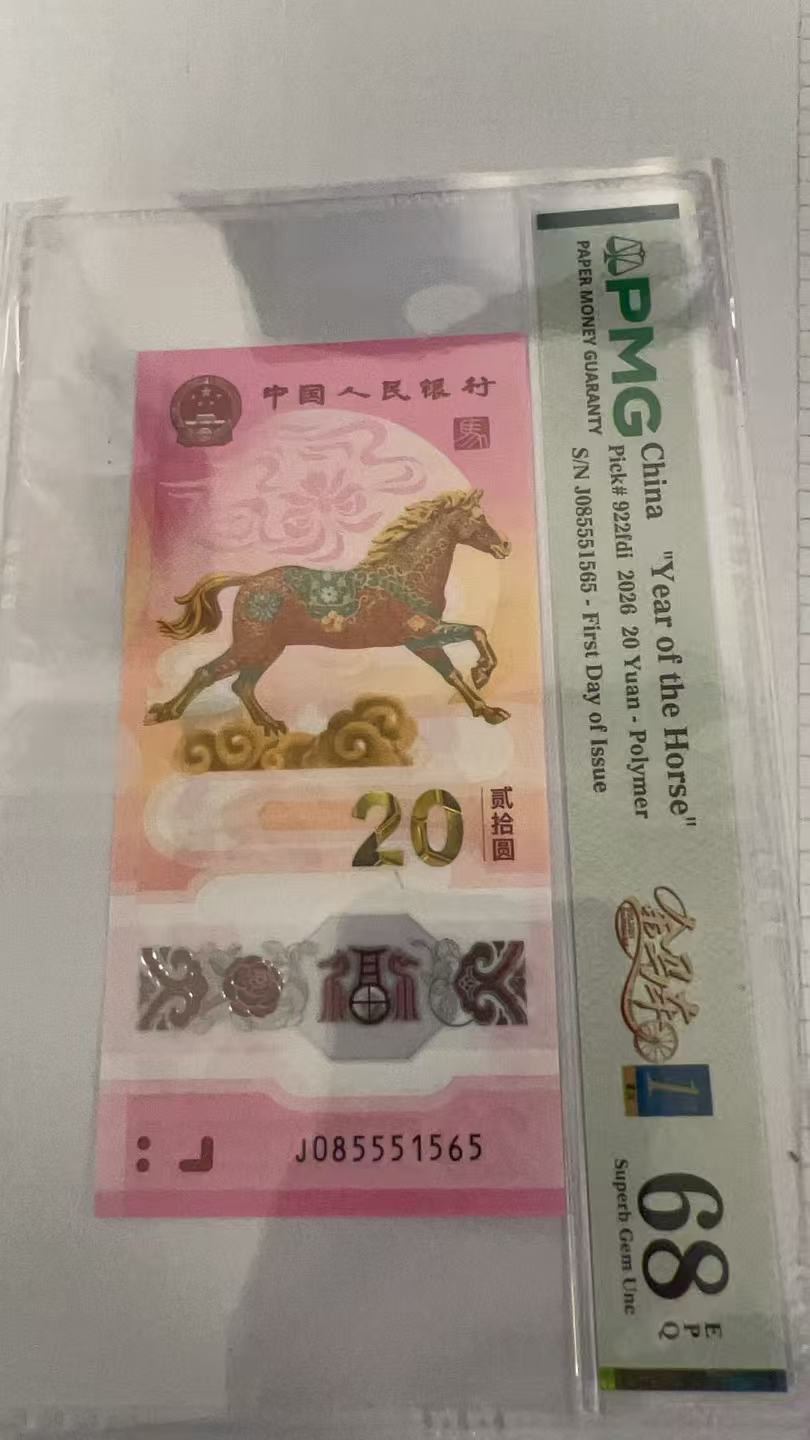 中国人民银行
馬
20
贰拾圆
J085551565
PMG
PAPER MONEY GUARANTY
China "Year of the Horse"
Pick# 922fdi 2026 20 Yuan - Polymer
S/N J085551565 - First Day of Issue
1
68
EPQ
Superb Gem Unc